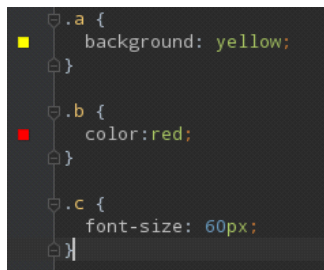 .a {
  background: yellow;
}

.b {
  color:red;
}

.c {
  font-size: 60px;
}